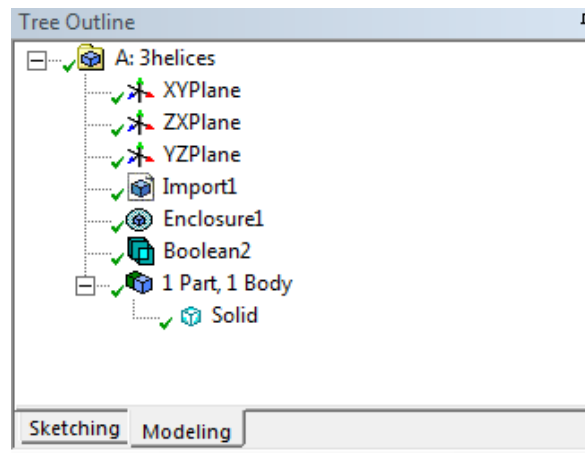 Tree Outline
A: 3helices
XYPlane
ZXPlane
YZPlane
Import1
Enclosure1
Boolean2
1 Part, 1 Body
Solid
Sketching Modeling